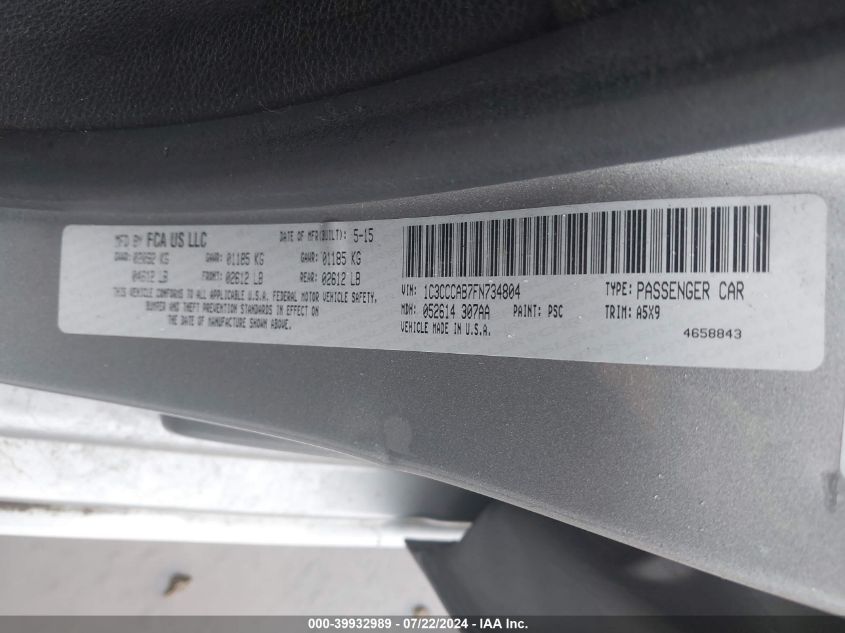 MFD BY FCA US LLC DATE OF MFR(BUILT): 5-15
GVWR: 02092 KG GAWR: 01185 KG GAWR: 01185 KG
04612 LB FRONT: 02612 LB REAR: 02612 LB
THIS VEHICLE CONFORMS TO ALL APPLICABLE U.S.A. FEDERAL MOTOR VEHICLE SAFETY,
BUMPER AND THEFT PREVENTION STANDARDS IN EFFECT ON
THE DATE OF MANUFACTURE SHOWN ABOVE.
VIN: 1C3CCCAB7FN734804 TYPE: PASSENGER CAR
MDH: 052614 307AA PAINT: PSC TRIM: A5X9
VEHICLE MADE IN U.S.A.
4658843
000-39932989 - 07/22/2024 - IAA Inc.